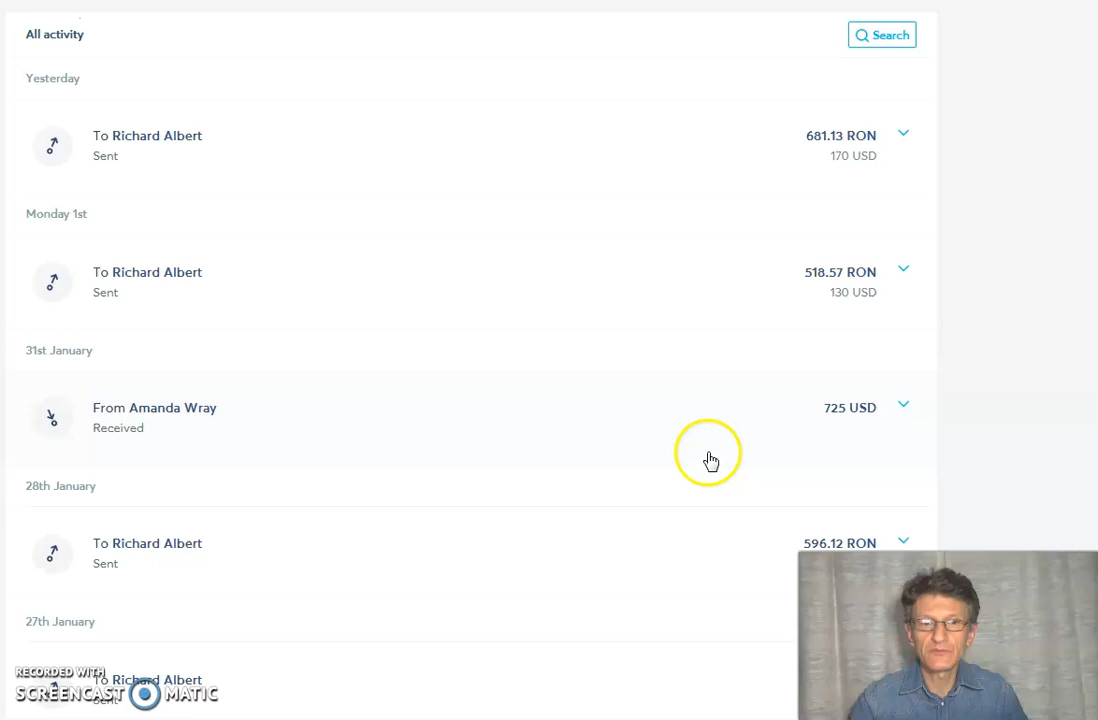 All activity
Search
Yesterday
To Richard Albert
681.13 RON
Sent
170 USD
Monday 1st
To Richard Albert
518.57 RON
Sent
130 USD
31st January
From Amanda Wray
725 USD
Received
28th January
To Richard Albert
596.12 RON
Sent
27th January
To Richard Albert
Sent
RECORDED WITH
SCREENCAST MATIC